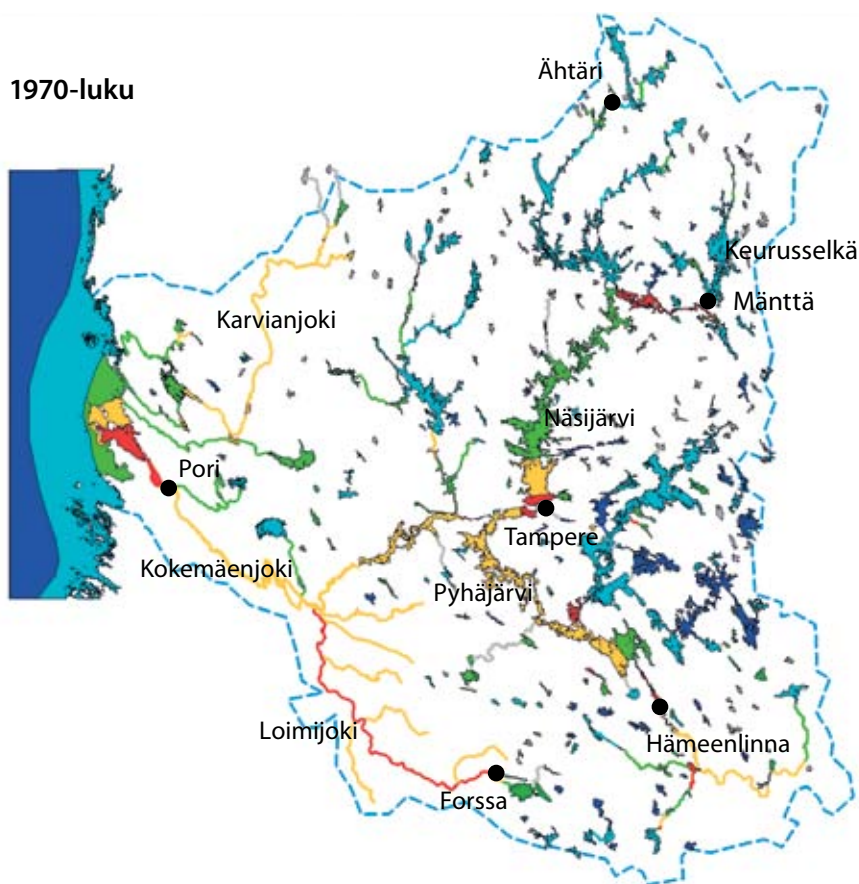 1970-luku
Ähtäri
Keurusselkä
Mänttä
Karvianjoki
Näsijärvi
Pori
Tampere
Kokemäenjoki
Pyhäjärvi
Loimijoki
Hämeenlinna
Forssa